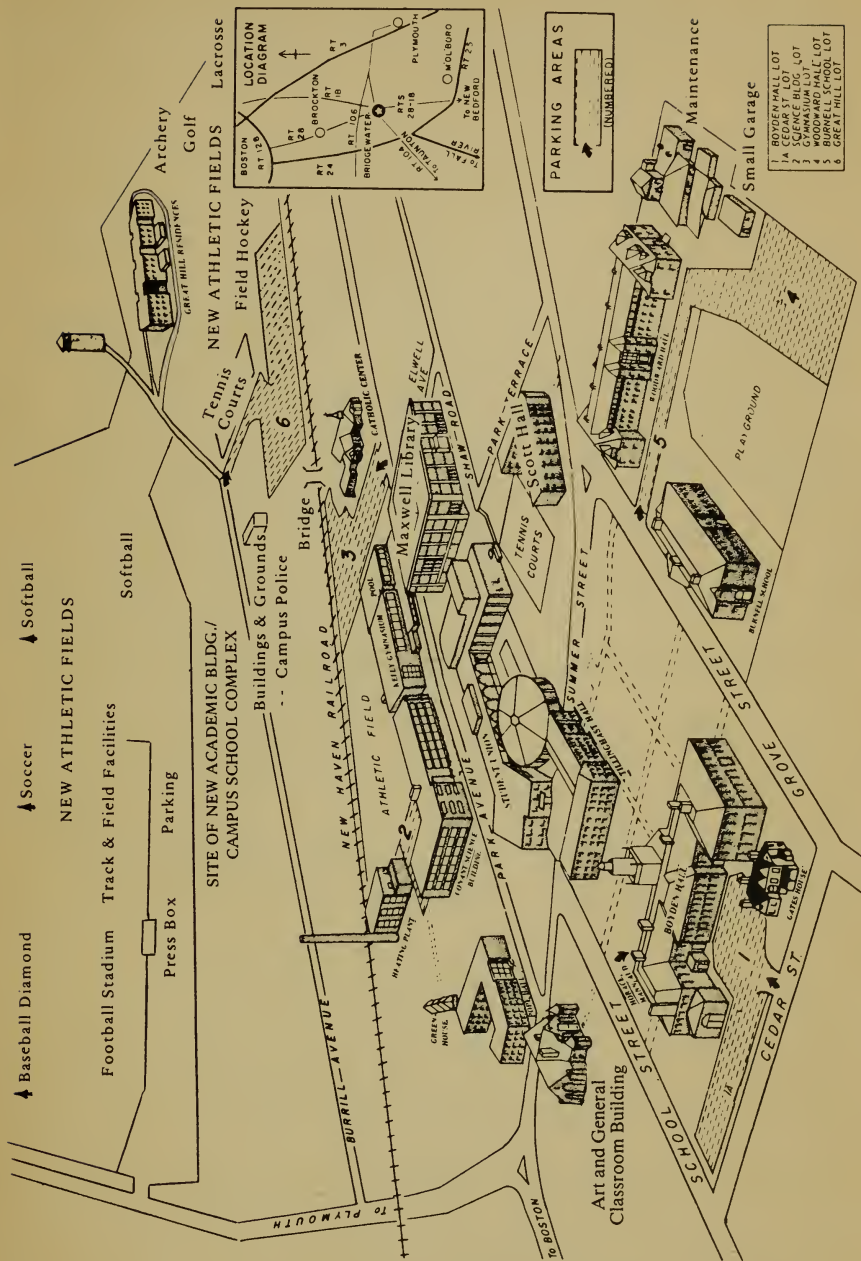 Baseball Diamond
Soccer
Softball
NEW ATHLETIC FIELDS
Football Stadium
Track & Field Facilities
Softball
Press Box
Parking
SITE OF NEW ACADEMIC BLDG./
CAMPUS SCHOOL COMPLEX
Archery
Golf
Lacrosse
NEW ATHLETIC FIELDS
Field Hockey
GREAT HILL RESIDENCES
Tennis
Courts
6
Buildings & Grounds
-- Campus Police
Bridge
BURRILL AVENUE
NEW HAVEN RAILROAD
TO PLYMOUTH
TO BOSTON
ATHLETIC FIELD
3
CATHOLIC CENTER
POOL
KELLY GYMNASIUM
Maxwell Library
ELWELL AVE
SHAW ROAD
PARK TERRACE
2
HEATING PLANT
CONANT SCIENCE
BUILDING
PARK AVENUE
GREEN
HOUSE
STUDENT UNION
TENNIS
COURTS
Scott Hall
SUMMER STREET
TILLINGHAST HALL
Art and General
Classroom Building
SCHOOL STREET
GROVE STREET
CEDAR ST.
HORACE
MANN
BOYDEN HALL
GATES HOUSE
1
1A
BURNELL SCHOOL
5
WOODWARD HALL
PLAYGROUND
4
Maintenance
Small Garage
LOCATION
DIAGRAM
BOSTON
RT 128
RT 3
RT 28
BROCKTON
RT 18
RT 24
RT 106
BRIDGEWATER
PLYMOUTH
RTS
28-18
MDLBORO
RT 25
RT 104
TO
TAUNTON
To FALL
RIVER
To NEW
BEDFORD
PARKING AREAS
(NUMBERED)
1 BOYDEN HALL LOT
1A CEDAR ST. LOT
2 SCIENCE BLDG. LOT
3 GYMNASIUM LOT
4 WOODWARD HALL LOT
5 BURNELL SCHOOL LOT
6 GREAT HILL LOT